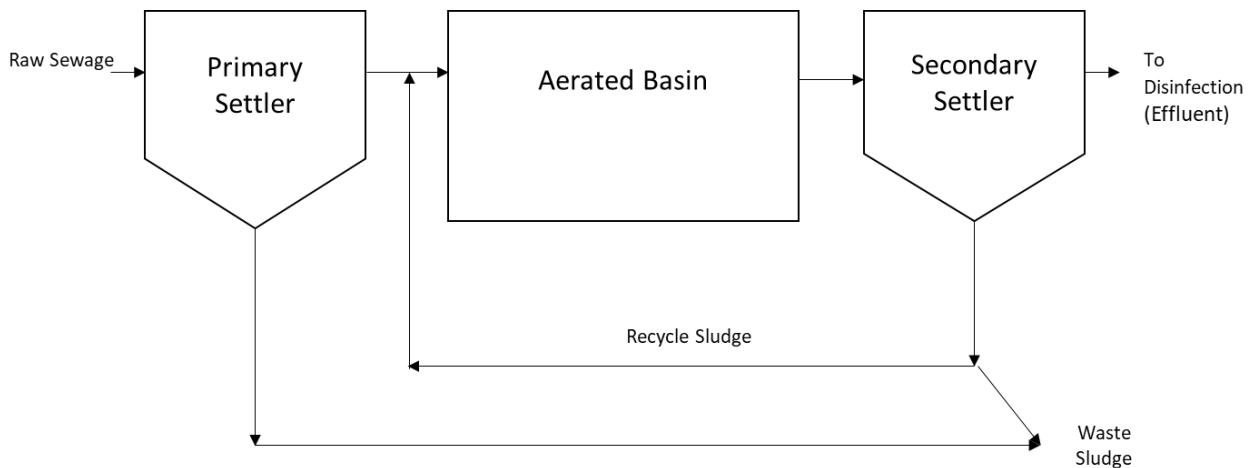 Raw Sewage
Primary
Settler
Aerated Basin
Secondary
Settler
To
Disinfection
(Effluent)
Recycle Sludge
Waste
Sludge